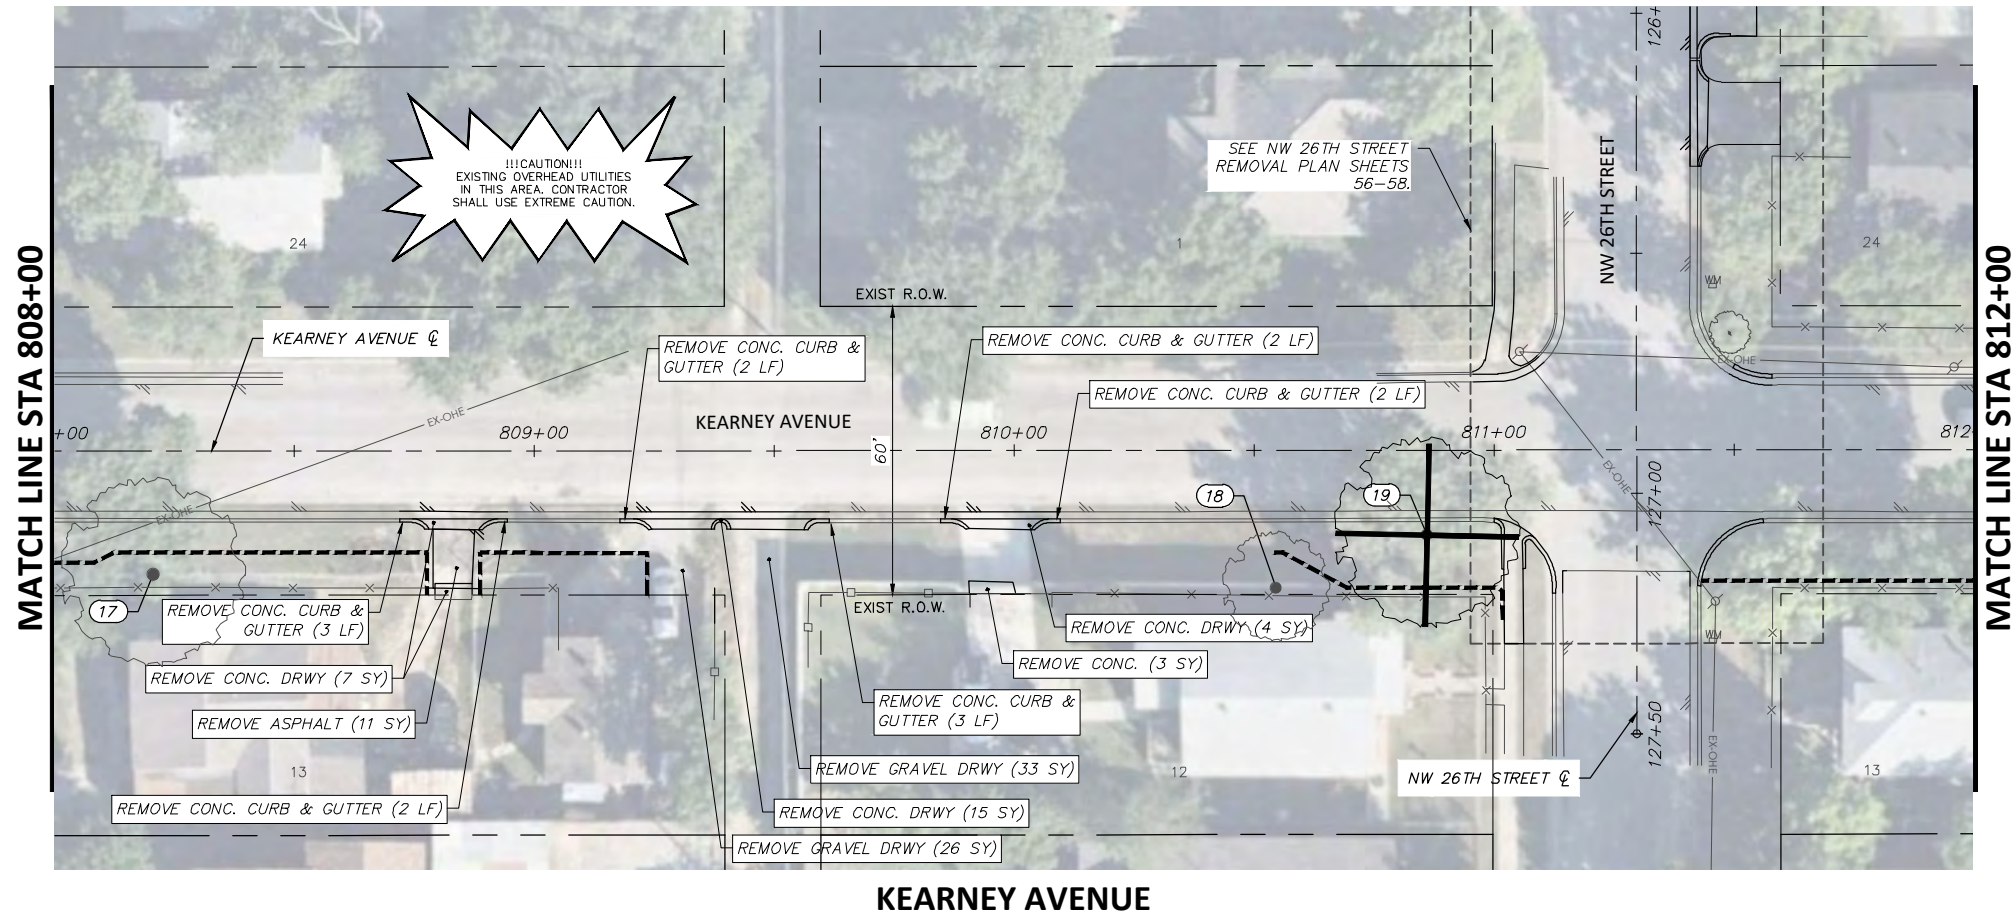 126+
!!!CAUTION!!!
EXISTING OVERHEAD UTILITIES
IN THIS AREA. CONTRACTOR
SHALL USE EXTREME CAUTION.
SEE NW 26TH STREET
REMOVAL PLAN SHEETS
56-58.
NW 26TH STREET
24
1
24
WM
MATCH LINE STA 808+00
MATCH LINE STA 812+00
EXIST R.O.W.
KEARNEY AVENUE ℄
REMOVE CONC. CURB &
GUTTER (2 LF)
REMOVE CONC. CURB & GUTTER (2 LF)
EX-OHE
REMOVE CONC. CURB & GUTTER (2 LF)
EX-OHE
KEARNEY AVENUE
+00
809+00
60'
810+00
811+00
812
EX-OHE
127+00
18
19
EX-OHE
17
REMOVE CONC. CURB &
GUTTER (3 LF)
EXIST R.O.W.
REMOVE CONC. DRWY (4 SY)
WM
REMOVE CONC. (3 SY)
REMOVE CONC. DRWY (7 SY)
REMOVE CONC. CURB &
GUTTER (3 LF)
REMOVE ASPHALT (11 SY)
127+50
EX-OHE
13
REMOVE GRAVEL DRWY (33 SY)
12
NW 26TH STREET ℄
13
REMOVE CONC. CURB & GUTTER (2 LF)
REMOVE CONC. DRWY (15 SY)
REMOVE GRAVEL DRWY (26 SY)
KEARNEY AVENUE